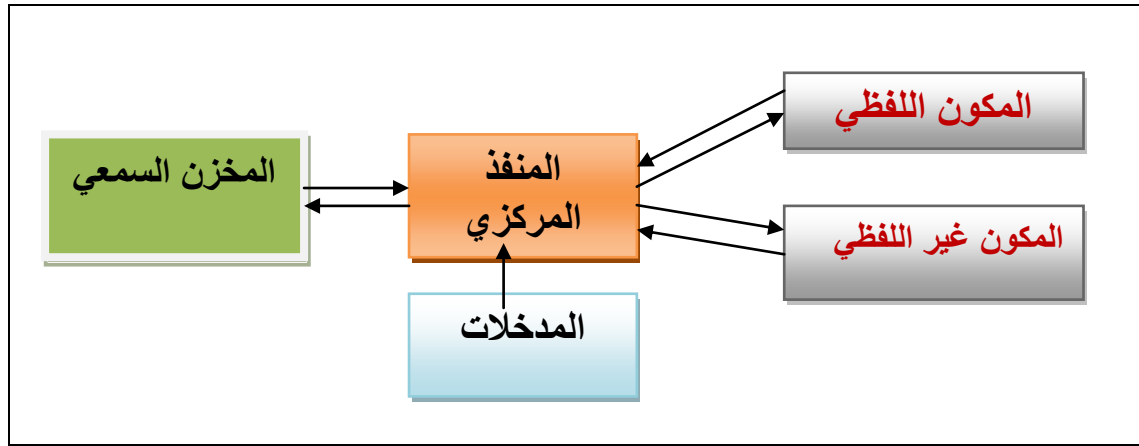 المكون اللفظي
المخزن السمعي
المنفذ
المركزي
المكون غير اللفظي
المدخلات